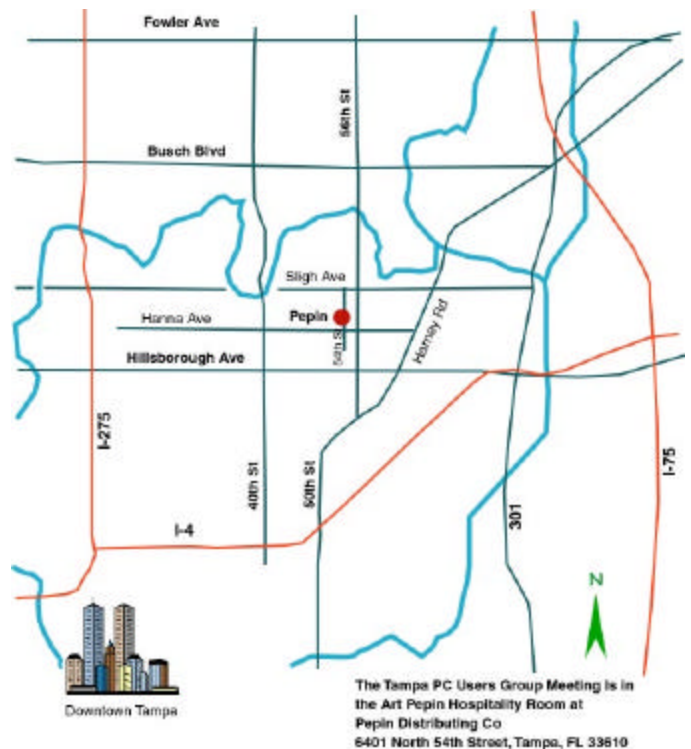 Fowler Ave
56th St
Busch Blvd
Sligh Ave
Hanna Ave
Pepin
54th St
Harney Rd
Hillsborough Ave
I-275
40th St
50th St
I-75
301
I-4
N
Downtown Tampa
The Tampa PC Users Group Meeting is in
the Art Pepin Hospitality Room at
Pepin Distributing Co
6401 North 54th Street, Tampa, FL 33610